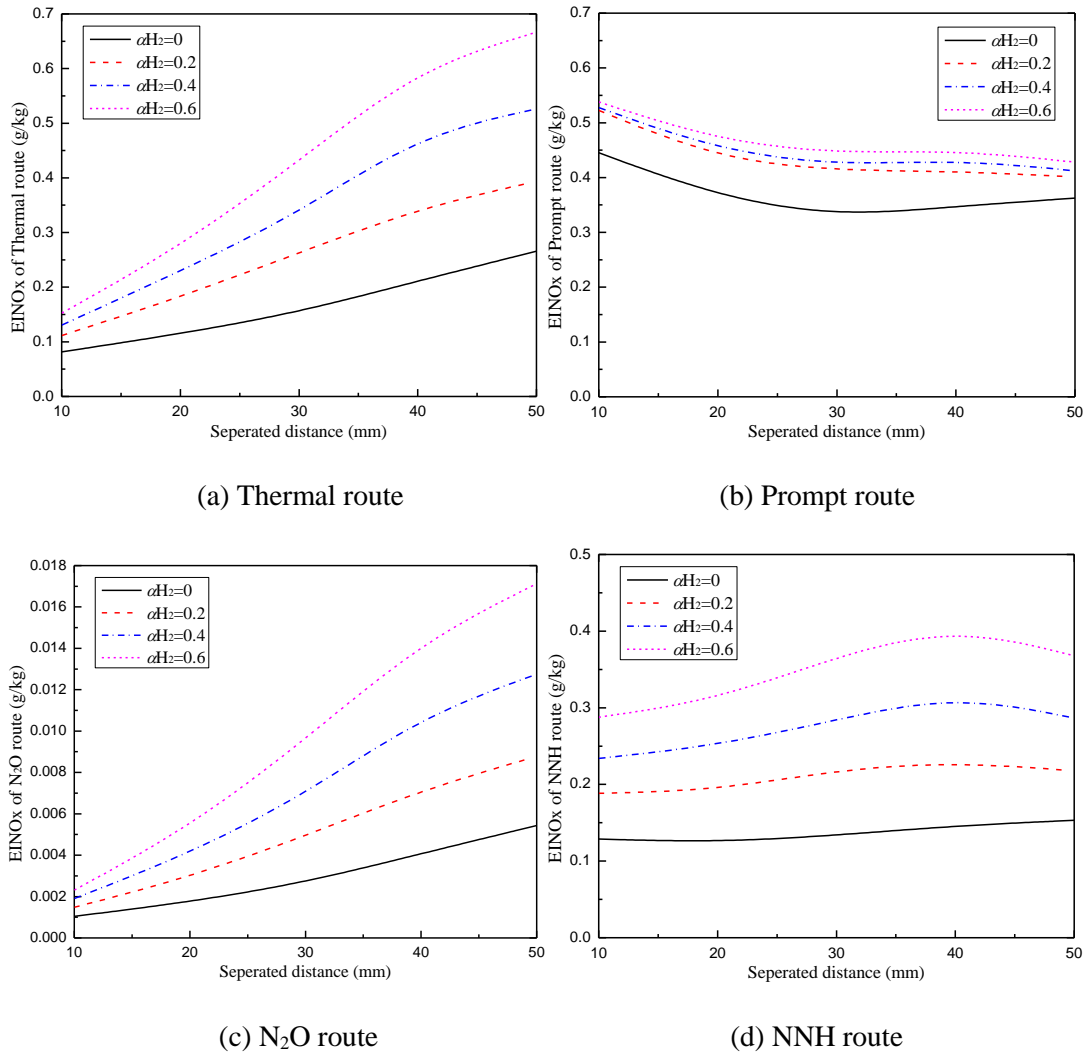 0.7
0.6
0.5
0.4
0.3
0.2
0.1
0.0
EINOx of Thermal route (g/kg)
αH₂=0
αH₂=0.2
αH₂=0.4
αH₂=0.6
10 20 30 40 50
Seperated distance (mm)
(a) Thermal route
0.7
0.6
0.5
0.4
0.3
0.2
0.1
0.0
EINOx of Prompt route (g/kg)
αH₂=0
αH₂=0.2
αH₂=0.4
αH₂=0.6
10 20 30 40 50
Seperated distance (mm)
(b) Prompt route
0.018
0.016
0.014
0.012
0.010
0.008
0.006
0.004
0.002
0.000
EINOx of N₂O route (g/kg)
αH₂=0
αH₂=0.2
αH₂=0.4
αH₂=0.6
10 20 30 40 50
Seperated distance (mm)
(c) N₂O route
0.5
0.4
0.3
0.2
0.1
0.0
EINOx of NNH route (g/kg)
αH₂=0
αH₂=0.2
αH₂=0.4
αH₂=0.6
10 20 30 40 50
Seperated distance (mm)
(d) NNH route